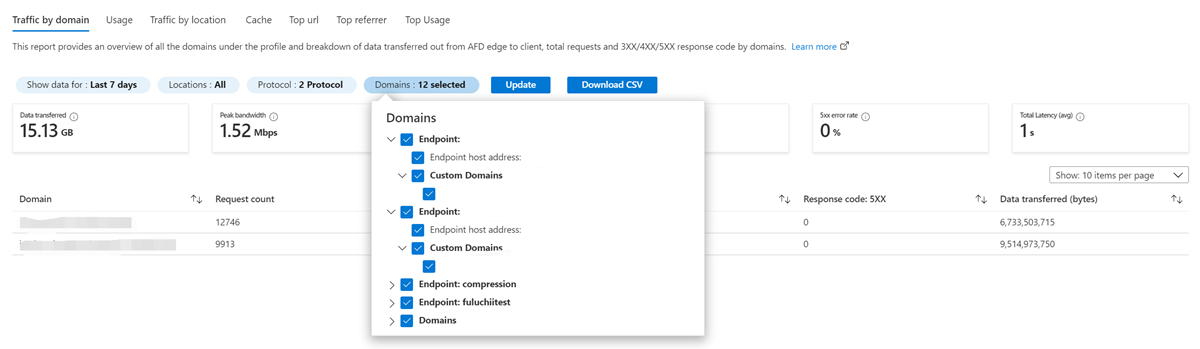 Traffic by domain Usage Traffic by location Cache Top url Top referrer Top Usage
This report provides an overview of all the domains under the profile and breakdown of data transferred out from AFD edge to client, total requests and 3XX/4XX/5XX response code by domains. Learn more
Show data for : Last 7 days Locations : All Protocol : 2 Protocol Domains : 12 selected Update Download CSV
Data transferred
15.13 GB
Peak bandwidth
1.52 Mbps
5xx error rate
0 %
Total Latency (avg)
1 s
Domains
Endpoint:
Endpoint host address:
Custom Domains
Endpoint:
Endpoint host address:
Custom Domains
Endpoint: compression
Endpoint: fuluchiitest
Domains
Show: 10 items per page
Domain Request count Response code: 5XX Data transferred (bytes)
12746 0 6,733,503,715
9913 0 9,514,973,750